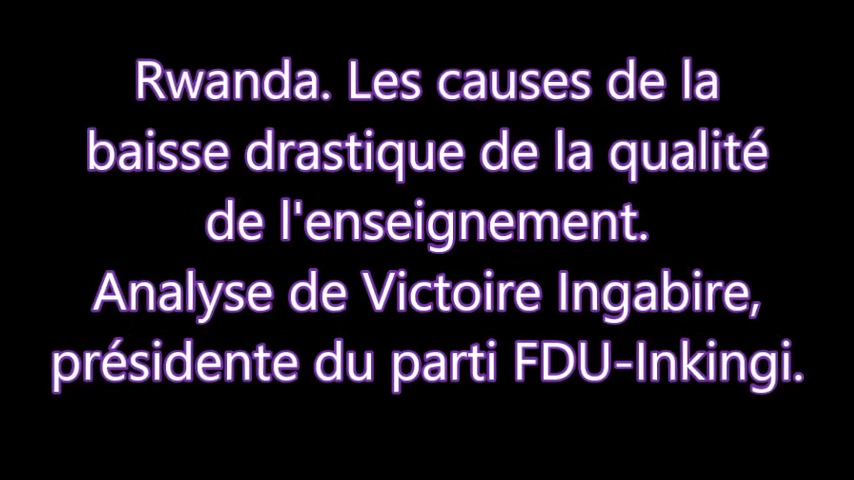 Rwanda. Les causes de la
baisse drastique de la qualité
de l'enseignement.
Analyse de Victoire Ingabire,
présidente du parti FDU-Inkingi.